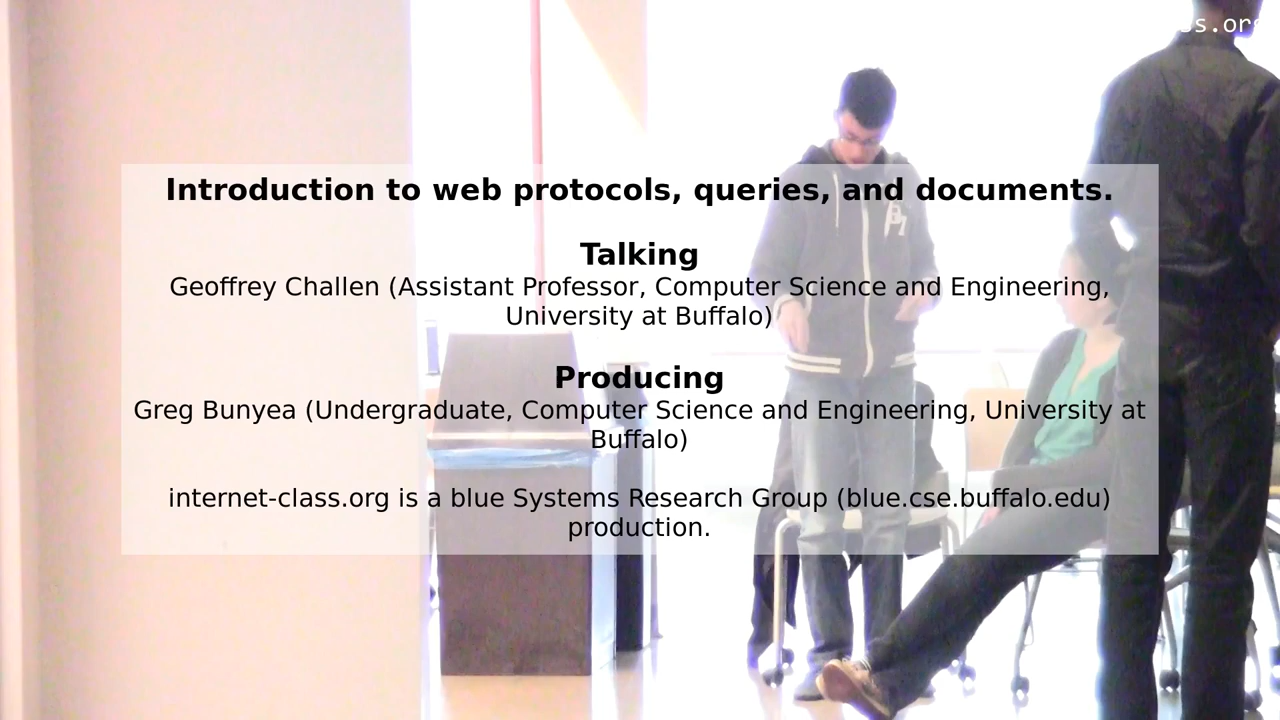 Introduction to web protocols, queries, and documents.
Talking
Geoffrey Challen (Assistant Professor, Computer Science and Engineering,
University at Buffalo)
Producing
Greg Bunyea (Undergraduate, Computer Science and Engineering, University at
Buffalo)
internet-class.org is a blue Systems Research Group (blue.cse.buffalo.edu)
production.